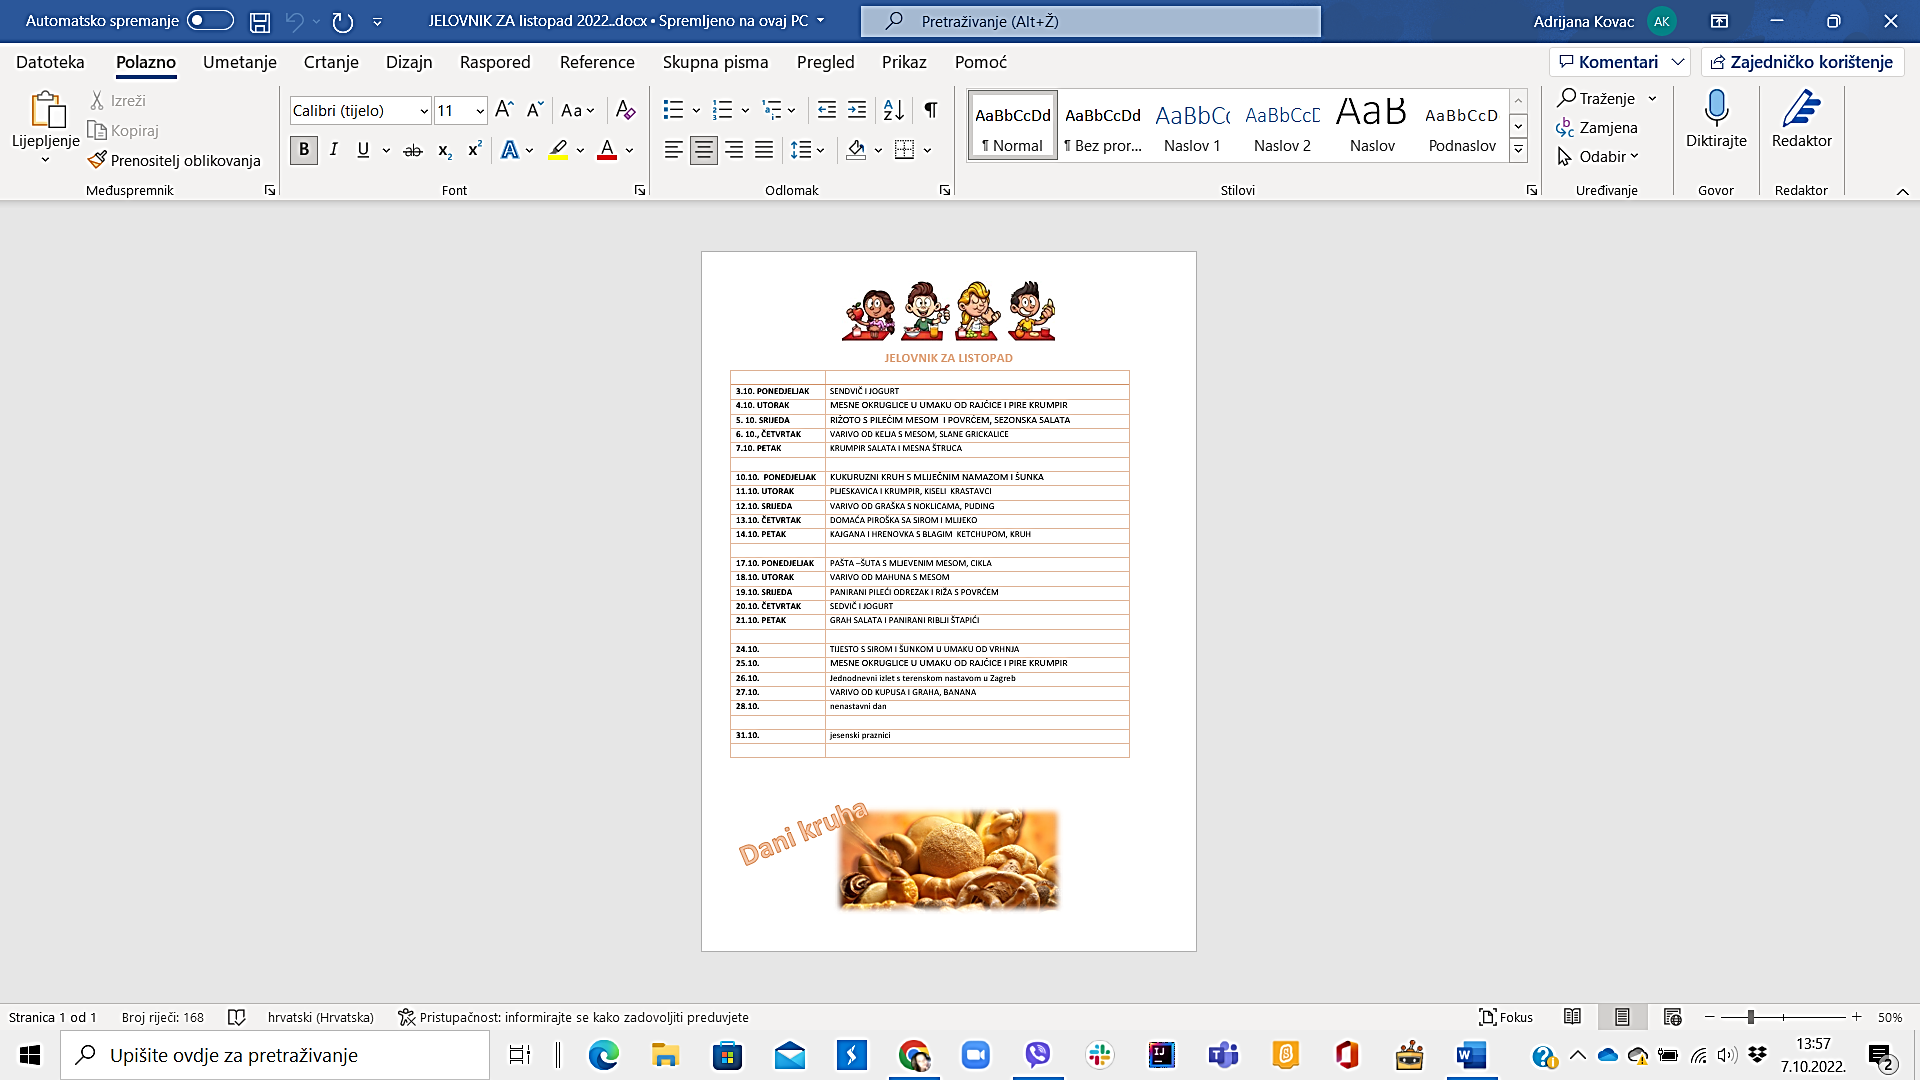 Automatsko spremanje
JELOVNIK ZA listopad 2022..docx • Spremljeno na ovaj PC
Pretraživanje (Alt+Ž)
Adrijana Kovac AK
Datoteka Polazno Umetanje Crtanje Dizajn Raspored Reference Skupna pisma Pregled Prikaz Pomoć
Komentari
Zajedničko korištenje
Lijepljenje
Izreži
Kopiraj
Prenositelj oblikovanja
Međuspremnik
Calibri (tijelo) 11
Font
Odlomak
AaBbCcDd AaBbCcDd AaBbCc AaBbCcD AaB AaBbCcD
¶ Normal ¶ Bez pror... Naslov 1 Naslov 2 Naslov Podnaslov
Stilovi
Traženje
Zamjena
Odabir
Uređivanje
Diktirajte
Govor
Redaktor
Redaktor
JELOVNIK ZA LISTOPAD
3.10. PONEDJELJAK SENDVIČ I JOGURT
4.10. UTORAK MESNE OKRUGLICE U UMAKU OD RAJČICE I PIRE KRUMPIR
5. 10. SRIJEDA RIŽOTO S PILEĆIM MESOM I POVRĆEM, SEZONSKA SALATA
6. 10., ČETVRTAK VARIVO OD KELJA S MESOM, SLANE GRICKALICE
7.10. PETAK KRUMPIR SALATA I MESNA ŠTRUCA
10.10. PONEDJELJAK KUKURUZNI KRUH S MLIJEČNIM NAMAZOM I ŠUNKA
11.10. UTORAK PLJESKAVICA I KRUMPIR, KISELI KRASTAVCI
12.10. SRIJEDA VARIVO OD GRAŠKA S NOKLICAMA, PUDING
13.10. ČETVRTAK DOMAĆA PIROŠKA SA SIROM I MLIJEKO
14.10. PETAK KAJGANA I HRENOVKA S BLAGIM KETCHUPOM, KRUH
17.10. PONEDJELJAK PAŠTA –ŠUTA S MLJEVENIM MESOM, CIKLA
18.10. UTORAK VARIVO OD MAHUNA S MESOM
19.10. SRIJEDA PANIRANI PILEĆI ODREZAK I RIŽA S POVRĆEM
20.10. ČETVRTAK SEDVIČ I JOGURT
21.10. PETAK GRAH SALATA I PANIRANI RIBLJI ŠTAPIĆI
24.10. TIJESTO S SIROM I ŠUNKOM U UMAKU OD VRHNJA
25.10. MESNE OKRUGLICE U UMAKU OD RAJČICE I PIRE KRUMPIR
26.10. Jednodnevni izlet s terenskom nastavom u Zagreb
27.10. VARIVO OD KUPUSA I GRAHA, BANANA
28.10. nenastavni dan
31.10. jesenski praznici
Dani kruha
Stranica 1 od 1 Broj riječi: 168 hrvatski (Hrvatska) Pristupačnost: informirajte se kako zadovoljiti preduvjete
Fokus
50%
Upišite ovdje za pretraživanje
13:57
7.10.2022.
2